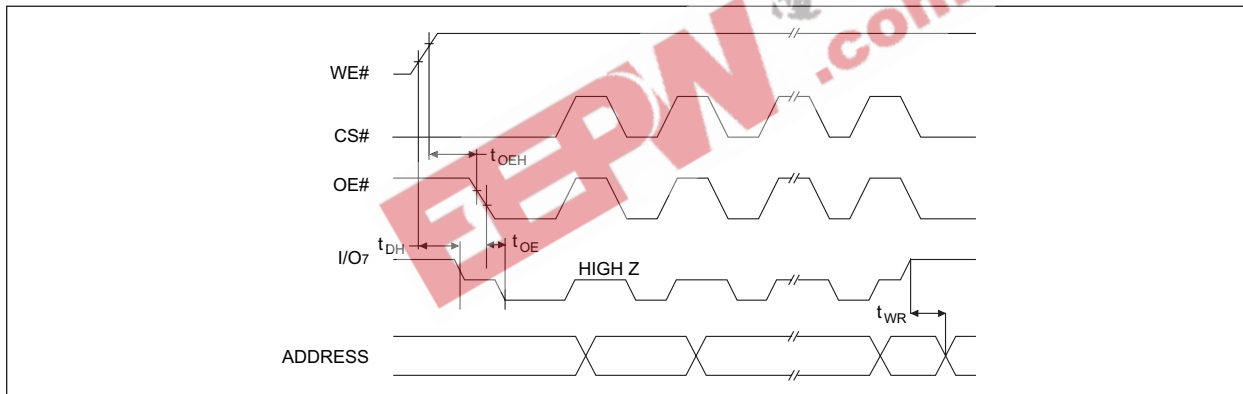 WE#
CS#
tOEH
OE#
tDH
tOE
I/O7
HIGH Z
tWR
ADDRESS
EEPW
.com